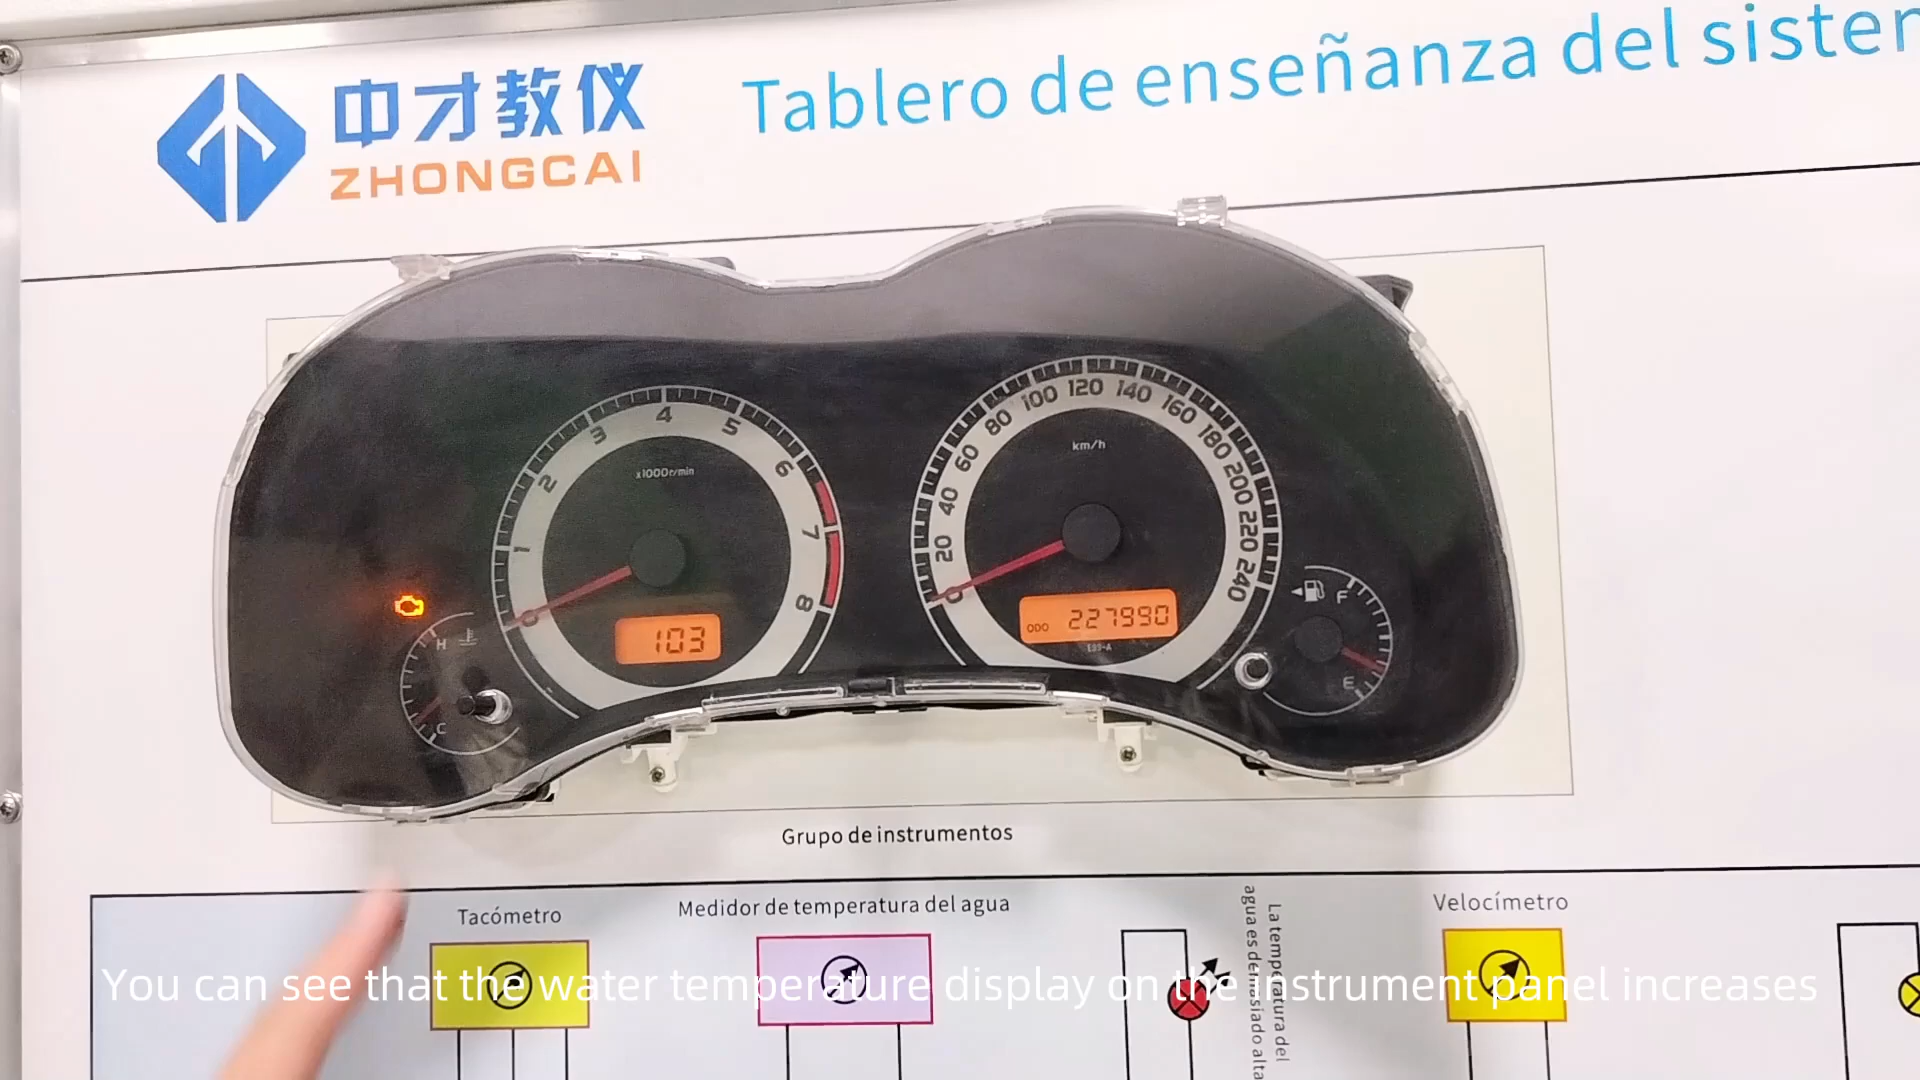 中才教仪
ZHONGCAI
Tablero de enseñanza del sistem
4
3
5
2
6
1
7
0
8
x1000r/min
103
H
C
120
100
140
80
160
60
180
40
200
20
220
0
240
km/h
ODO 227990
F
E
Grupo de instrumentos
Tacómetro
Medidor de temperatura del agua
La temperatura del
agua es demasiado alta
Velocímetro
You can see that the water temperature display on the instrument panel increases